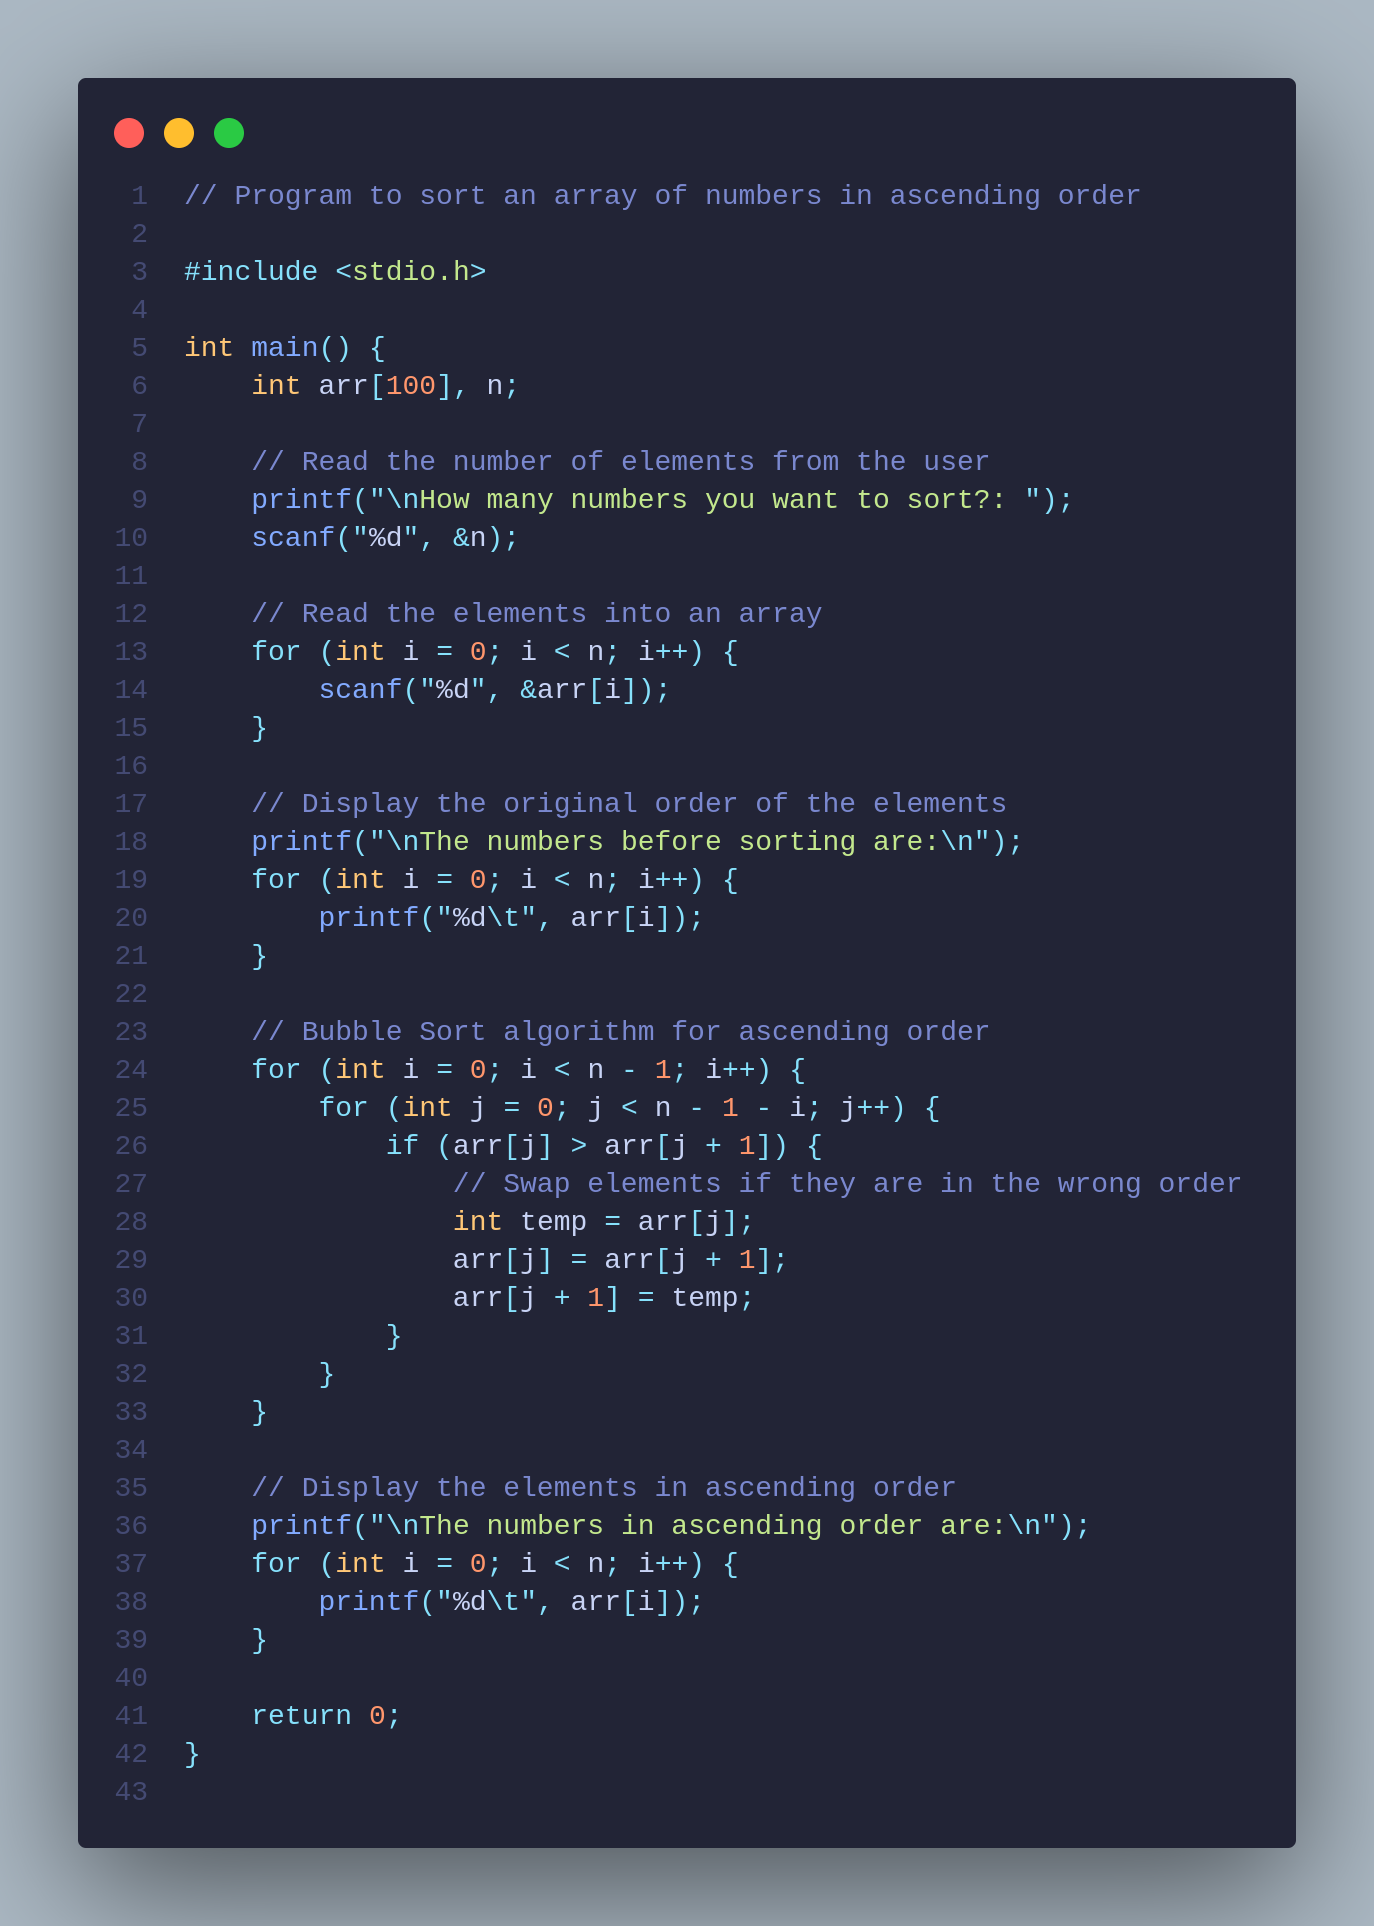 1 // Program to sort an array of numbers in ascending order
2
3 #include <stdio.h>
4
5 int main() {
6     int arr[100], n;
7
8     // Read the number of elements from the user
9     printf("\nHow many numbers you want to sort?: ");
10     scanf("%d", &n);
11
12     // Read the elements into an array
13     for (int i = 0; i < n; i++) {
14         scanf("%d", &arr[i]);
15     }
16
17     // Display the original order of the elements
18     printf("\nThe numbers before sorting are:\n");
19     for (int i = 0; i < n; i++) {
20         printf("%d\t", arr[i]);
21     }
22
23     // Bubble Sort algorithm for ascending order
24     for (int i = 0; i < n - 1; i++) {
25         for (int j = 0; j < n - 1 - i; j++) {
26             if (arr[j] > arr[j + 1]) {
27                 // Swap elements if they are in the wrong order
28                 int temp = arr[j];
29                 arr[j] = arr[j + 1];
30                 arr[j + 1] = temp;
31             }
32         }
33     }
34
35     // Display the elements in ascending order
36     printf("\nThe numbers in ascending order are:\n");
37     for (int i = 0; i < n; i++) {
38         printf("%d\t", arr[i]);
39     }
40
41     return 0;
42 }
43